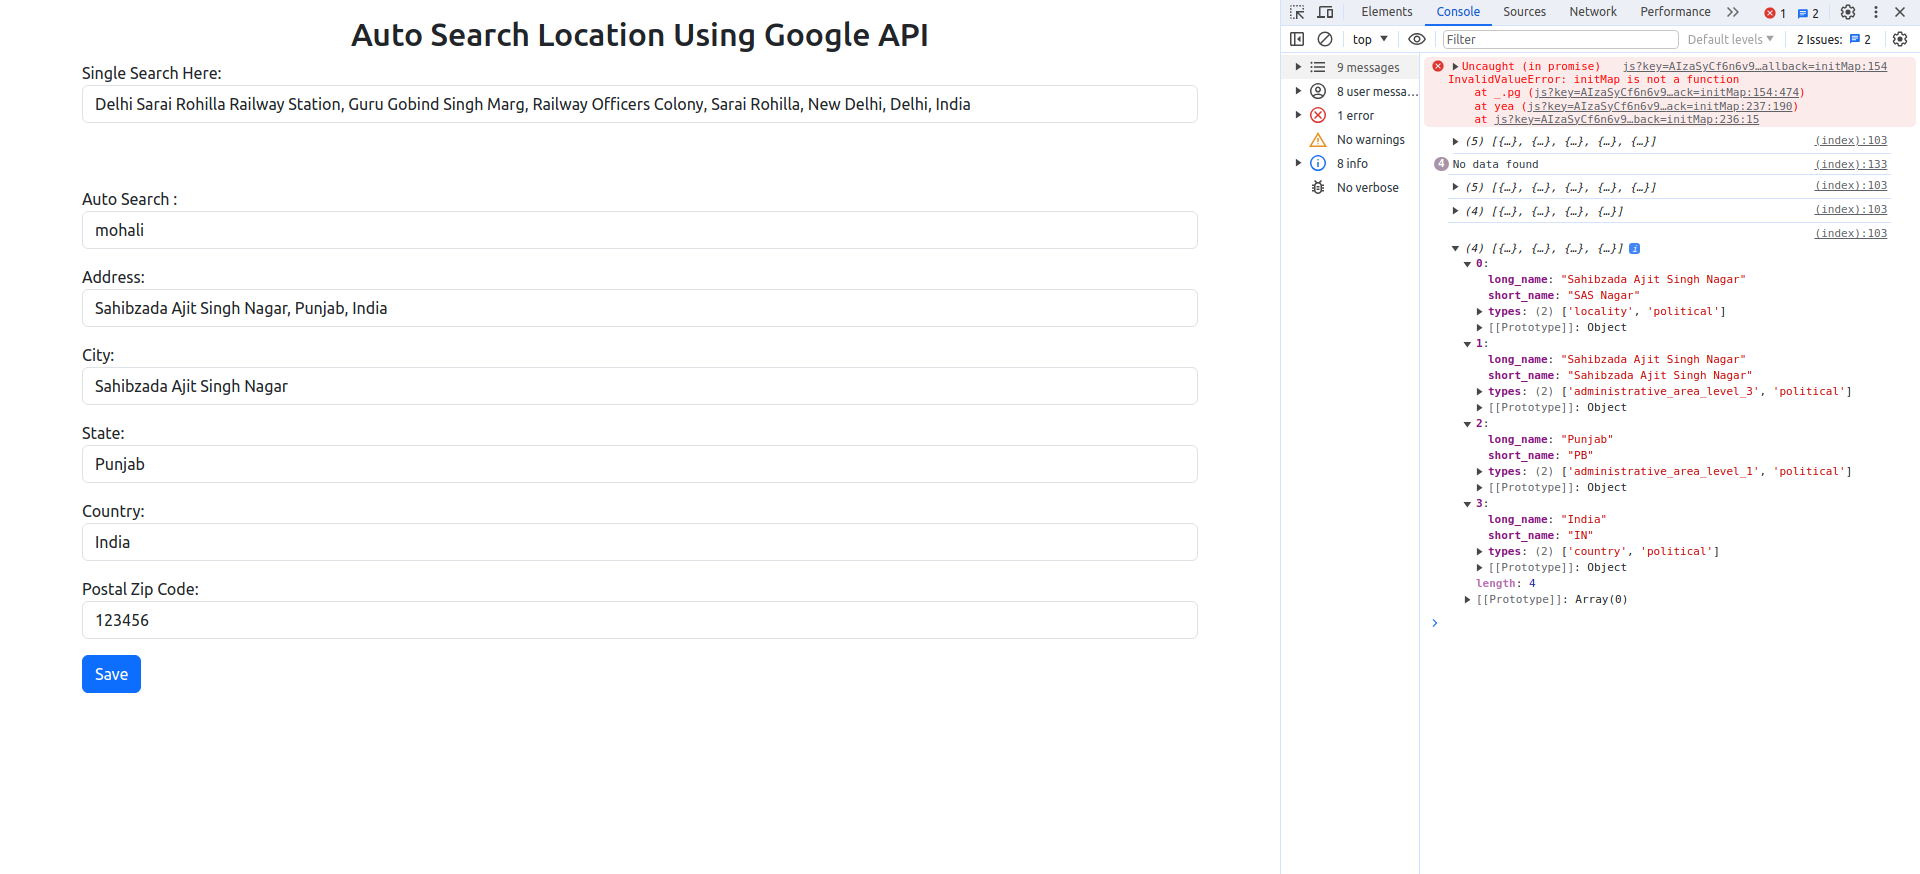 Auto Search Location Using Google API
Single Search Here:
Delhi Sarai Rohilla Railway Station, Guru Gobind Singh Marg, Railway Officers Colony, Sarai Rohilla, New Delhi, Delhi, India
Auto Search :
mohali
Address:
Sahibzada Ajit Singh Nagar, Punjab, India
City:
Sahibzada Ajit Singh Nagar
State:
Punjab
Country:
India
Postal Zip Code:
123456
Save
Elements Console Sources Network Performance 1 2
top Filter Default levels 2 Issues: 2
9 messages
8 user messa...
1 error
No warnings
8 info
No verbose
Uncaught (in promise) js?key=AIzaSyCf6n6v9…allback=initMap:154
InvalidValueError: initMap is not a function
at _.pg (js?key=AIzaSyCf6n6v9…ack=initMap:154:474)
at yea (js?key=AIzaSyCf6n6v9…ack=initMap:237:190)
at js?key=AIzaSyCf6n6v9…back=initMap:236:15
(5) [{…}, {…}, {…}, {…}, {…}] (index):103
4 No data found (index):133
(5) [{…}, {…}, {…}, {…}, {…}] (index):103
(4) [{…}, {…}, {…}, {…}] (index):103
(index):103
(4) [{…}, {…}, {…}, {…}] i
0:
long_name: "Sahibzada Ajit Singh Nagar"
short_name: "SAS Nagar"
types: (2) ['locality', 'political']
[[Prototype]]: Object
1:
long_name: "Sahibzada Ajit Singh Nagar"
short_name: "Sahibzada Ajit Singh Nagar"
types: (2) ['administrative_area_level_3', 'political']
[[Prototype]]: Object
2:
long_name: "Punjab"
short_name: "PB"
types: (2) ['administrative_area_level_1', 'political']
[[Prototype]]: Object
3:
long_name: "India"
short_name: "IN"
types: (2) ['country', 'political']
[[Prototype]]: Object
length: 4
[[Prototype]]: Array(0)